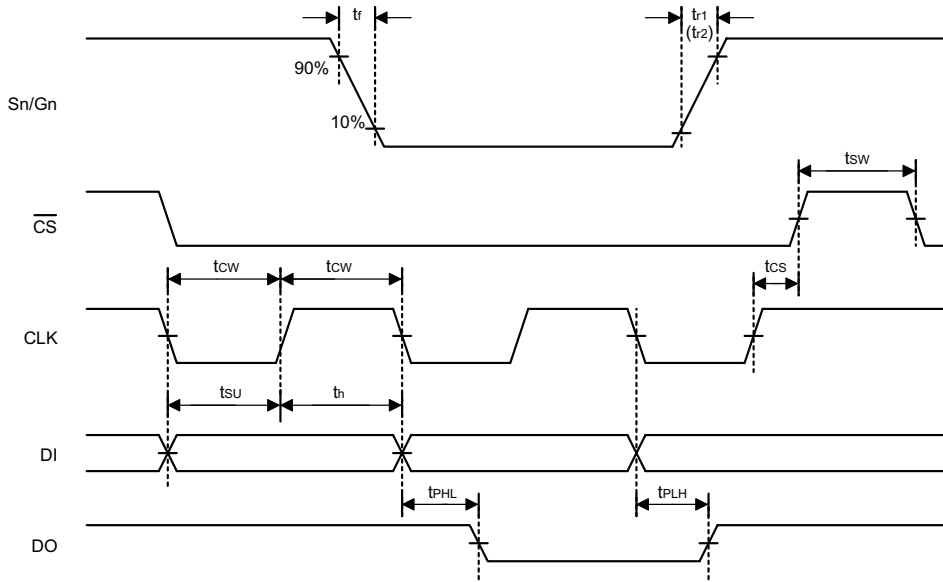 tf
tr1
(tr2)
90%
Sn/Gn
10%
tSW
CS
tCW
tCW
tCS
CLK
tSU
th
DI
tPHL
tPLH
DO